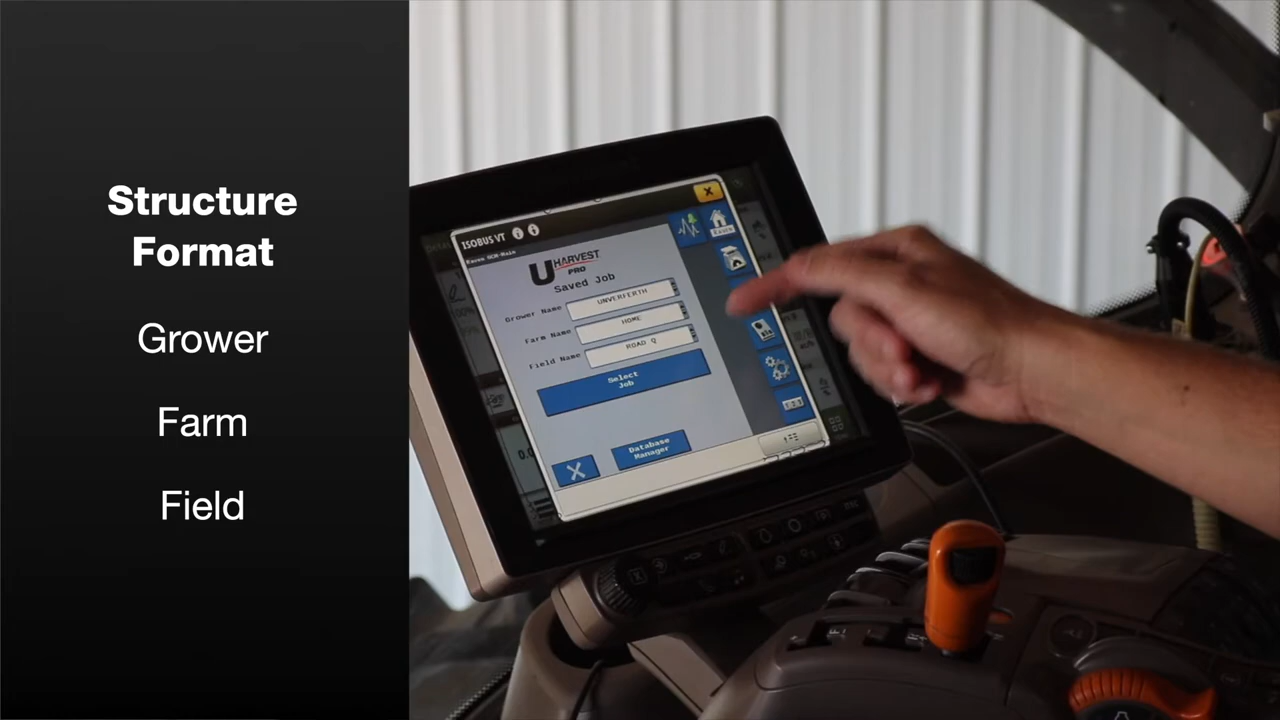 Structure
Format
Grower
Farm
Field
ISOBUS VT
UHARVEST
PRO
Saved Job
Grower Name
UNVERFERTH
Farm Name
HOME
Field Name
ROAD Q
Select
Job
Database
Manager